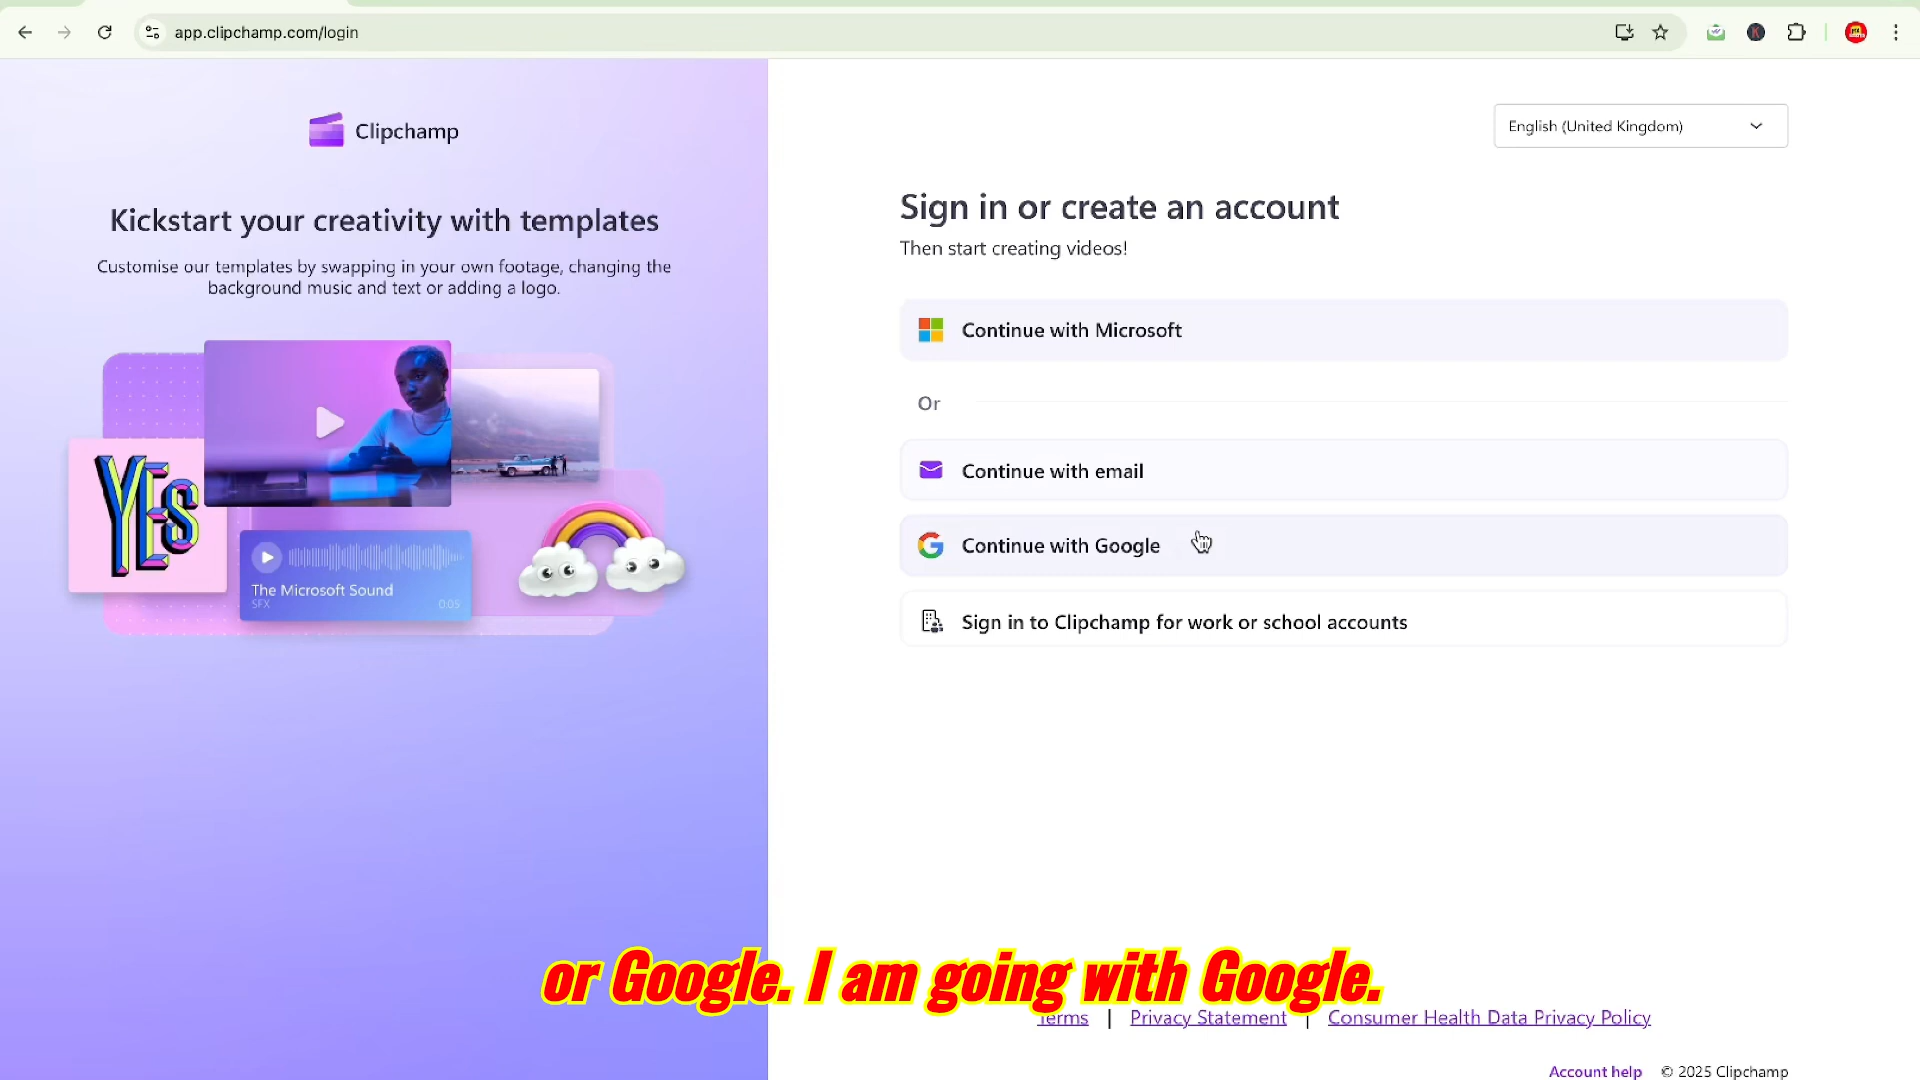 app.clipchamp.com/login
Clipchamp
Kickstart your creativity with templates
Customise our templates by swapping in your own footage, changing the
background music and text or adding a logo.
YES
The Microsoft Sound
SFX
0:05
English (United Kingdom)
Sign in or create an account
Then start creating videos!
Continue with Microsoft
Or
Continue with email
Continue with Google
Sign in to Clipchamp for work or school accounts
or Google. I am going with Google.
Terms | Privacy Statement | Consumer Health Data Privacy Policy
Account help © 2025 Clipchamp